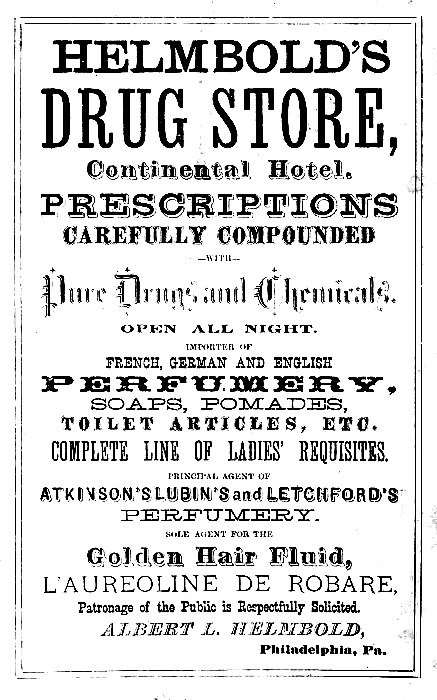 HELMBOLD'S
DRUG STORE,
Continental Hotel.
PRESCRIPTIONS
CAREFULLY COMPOUNDED
—WITH—
Pure Drugs and Chemicals.
OPEN ALL NIGHT.
IMPORTER OF
FRENCH, GERMAN AND ENGLISH
PERFUMERY,
SOAPS, POMADES,
TOILET ARTICLES, ETC.
COMPLETE LINE OF LADIES' REQUISITES.
PRINCIPAL AGENT OF
ATKINSON'S LUBIN'S and LETCHFORD'S
PERFUMERY.
SOLE AGENT FOR THE
Golden Hair Fluid,
L'AUREOLINE DE ROBARE,
Patronage of the Public is Respectfully Solicited.
ALBERT L. HELMBOLD,
Philadelphia, Pa.